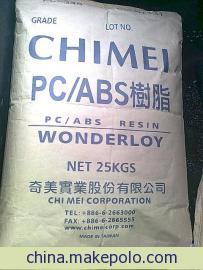 GRADE
LOT NO.
CHIMEI
PC/ABS樹脂
PC/ABS RESIN
WONDERLOY
NET 25KGS
奇美實業股份有限公司
CHI MEI CORPORATION
TEL: +886-6-2663000
FAX: +886-6-2665555
www.chimeicorp.com
MADE IN TAIWAN
china.makepolo.com